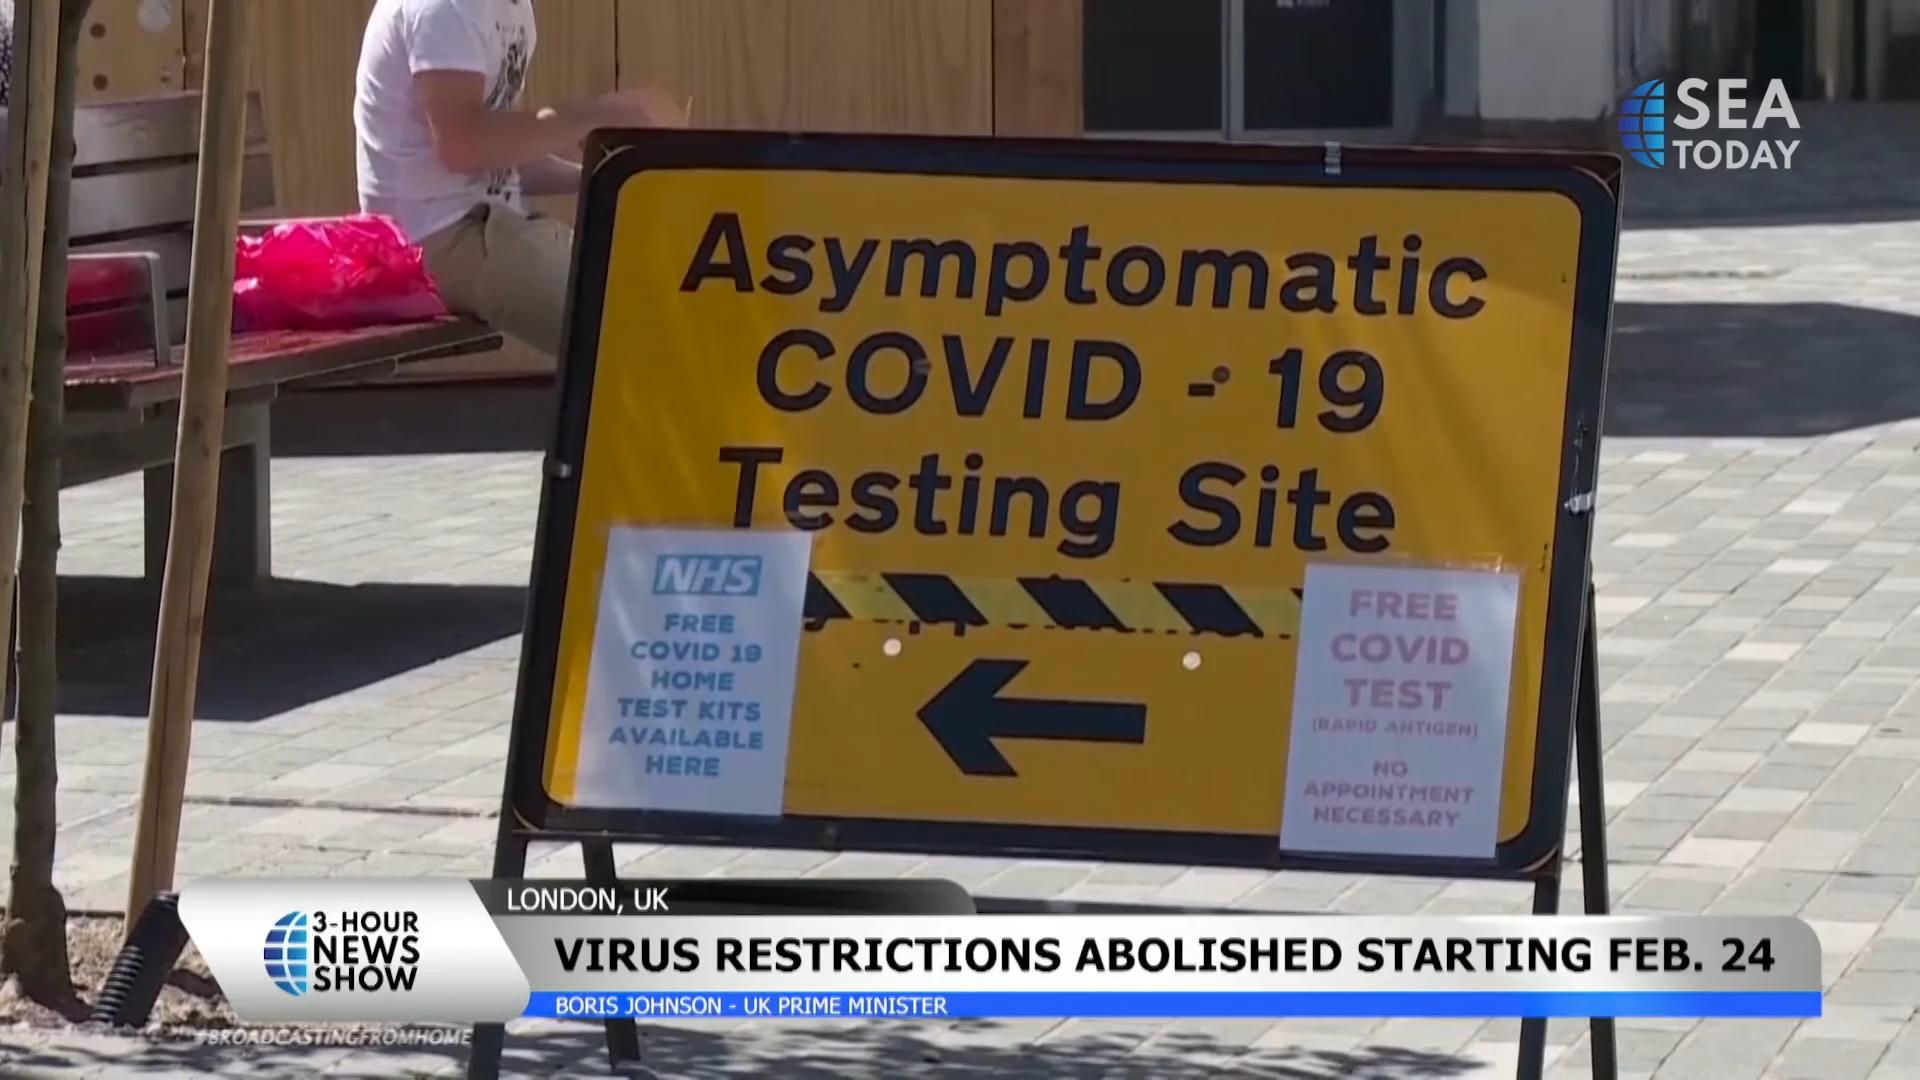 SEA
TODAY
Asymptomatic
COVID - 19
Testing Site
NHS
FREE
COVID 19
HOME
TEST KITS
AVAILABLE
HERE
FREE
COVID
TEST
(RAPID ANTIGEN)
NO
APPOINTMENT
NECESSARY
LONDON, UK
3-HOUR
NEWS
SHOW
VIRUS RESTRICTIONS ABOLISHED STARTING FEB. 24
BORIS JOHNSON - UK PRIME MINISTER
#BROADCASTINGFROMHOME